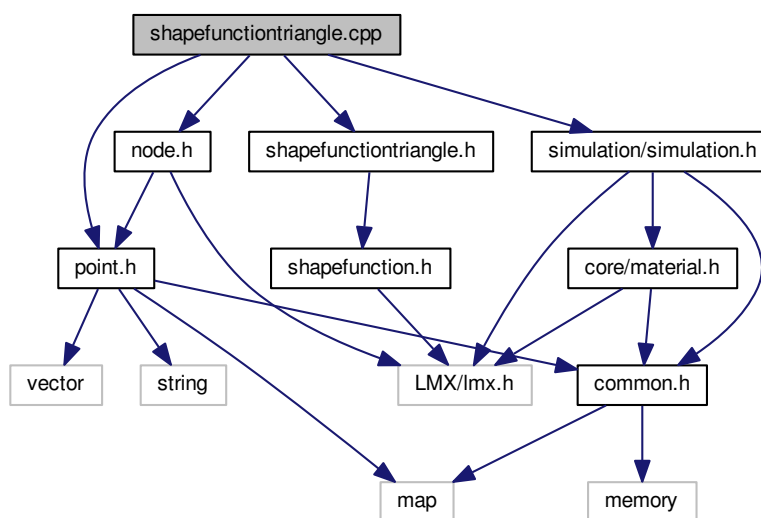 shapefunctiontriangle.cpp
node.h
shapefunctiontriangle.h
simulation/simulation.h
point.h
shapefunction.h
core/material.h
vector
string
LMX/lmx.h
common.h
map
memory